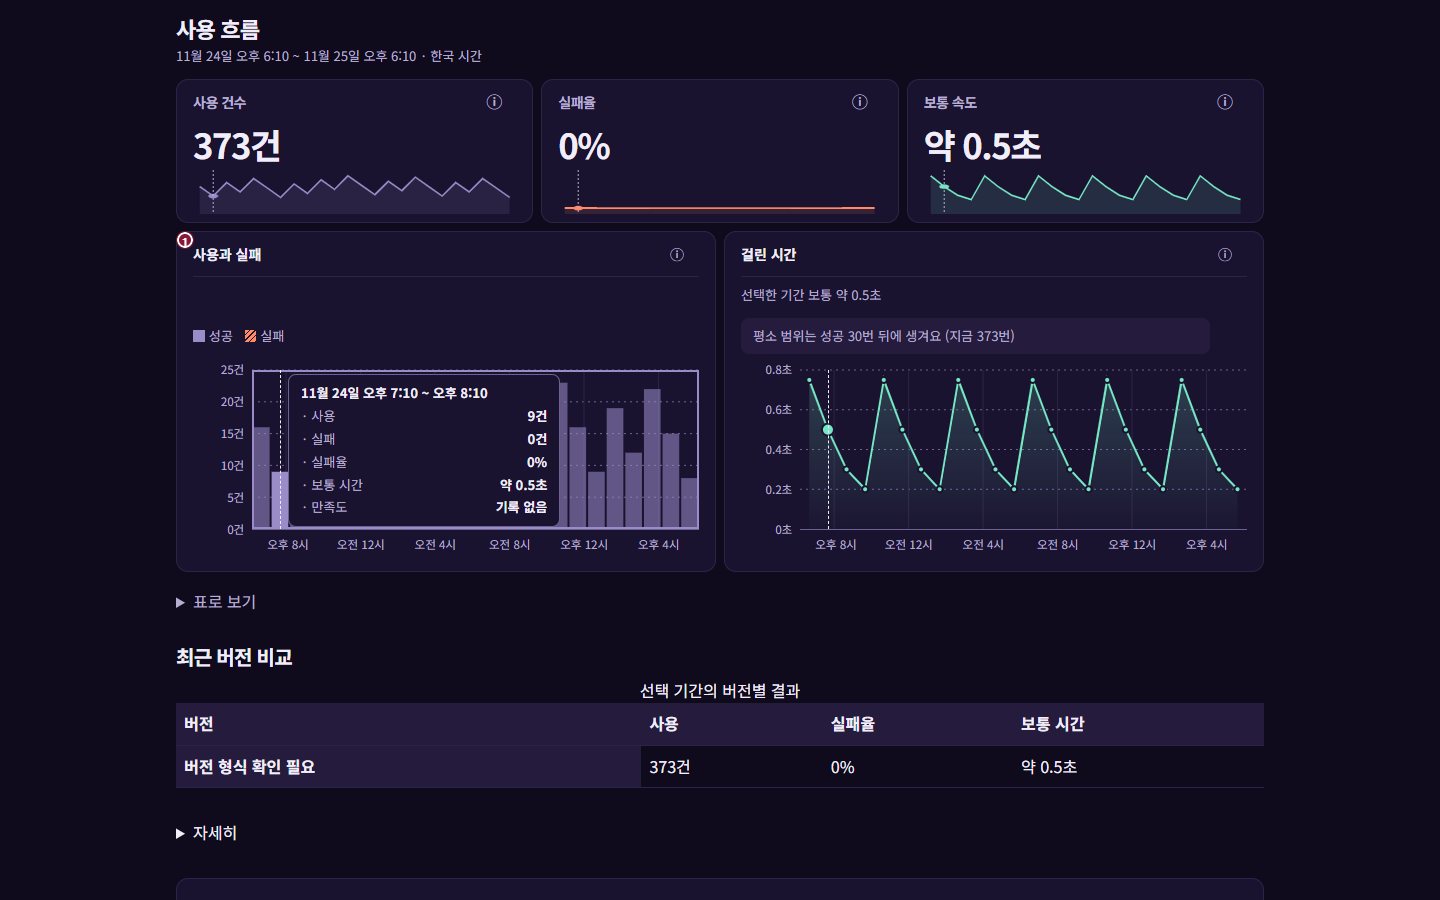 사용 흐름
11월 24일 오후 6:10 ~ 11월 25일 오후 6:10 · 한국 시간
사용 건수
373건
실패율
0%
보통 속도
약 0.5초
1
사용과 실패
성공
실패
25건
20건
15건
10건
5건
0건
11월 24일 오후 7:10 ~ 오후 8:10
· 사용 9건
· 실패 0건
· 실패율 0%
· 보통 시간 약 0.5초
· 만족도 기록 없음
오후 8시 오전 12시 오전 4시 오전 8시 오후 12시 오후 4시
걸린 시간
선택한 기간 보통 약 0.5초
평소 범위는 성공 30번 뒤에 생겨요 (지금 373번)
0.8초
0.6초
0.4초
0.2초
0초
오후 8시 오전 12시 오전 4시 오전 8시 오후 12시 오후 4시
▶ 표로 보기
최근 버전 비교
선택 기간의 버전별 결과
버전 사용 실패율 보통 시간
버전 형식 확인 필요 373건 0% 약 0.5초
▶ 자세히